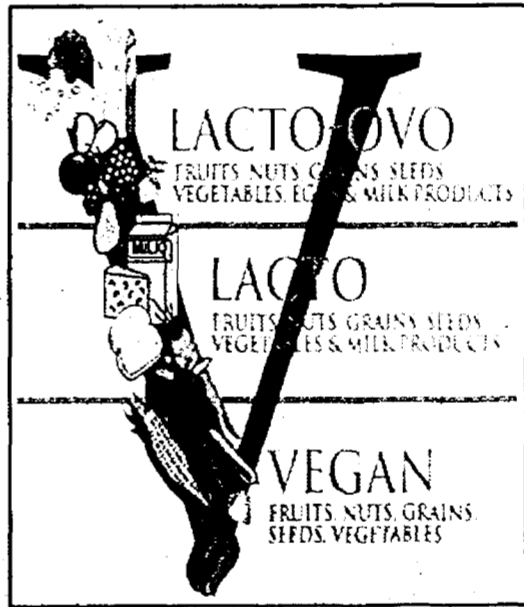 LACTO-OVO
FRUITS, NUTS, GRAINS, SEEDS,
VEGETABLES, EGGS & MILK PRODUCTS
MILK
LACTO
FRUITS, NUTS, GRAINS, SEEDS,
VEGETABLES & MILK PRODUCTS
VEGAN
FRUITS, NUTS, GRAINS,
SEEDS, VEGETABLES